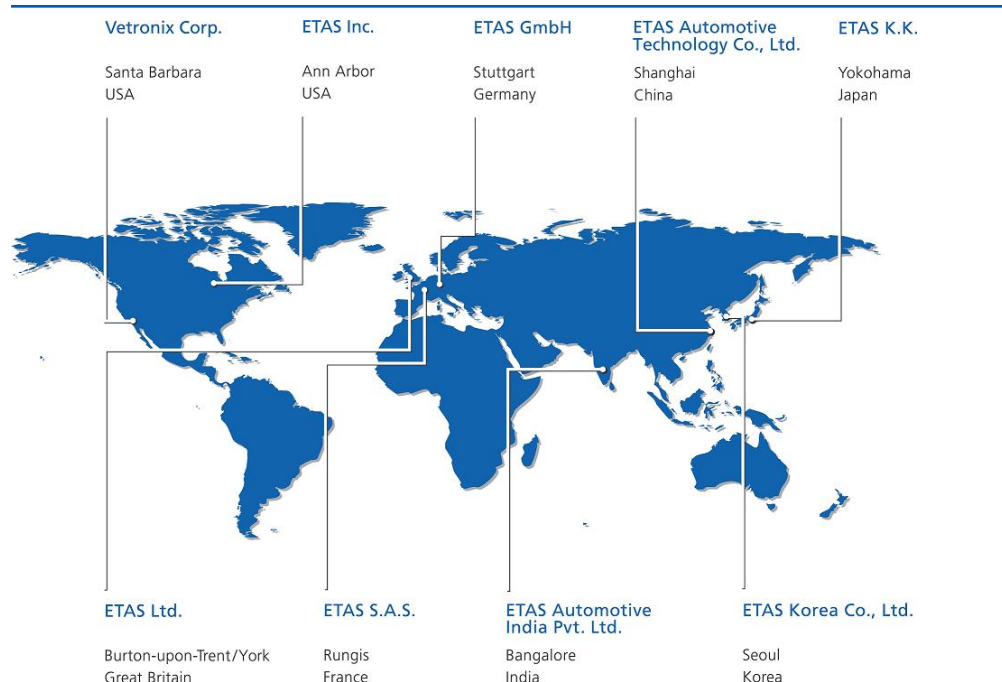 Vetronix Corp.
Santa Barbara
USA
ETAS Inc.
Ann Arbor
USA
ETAS GmbH
Stuttgart
Germany
ETAS Automotive
Technology Co., Ltd.
Shanghai
China
ETAS K.K.
Yokohama
Japan
ETAS Ltd.
Burton-upon-Trent/York
Great Britain
ETAS S.A.S.
Rungis
France
ETAS Automotive
India Pvt. Ltd.
Bangalore
India
ETAS Korea Co., Ltd.
Seoul
Korea